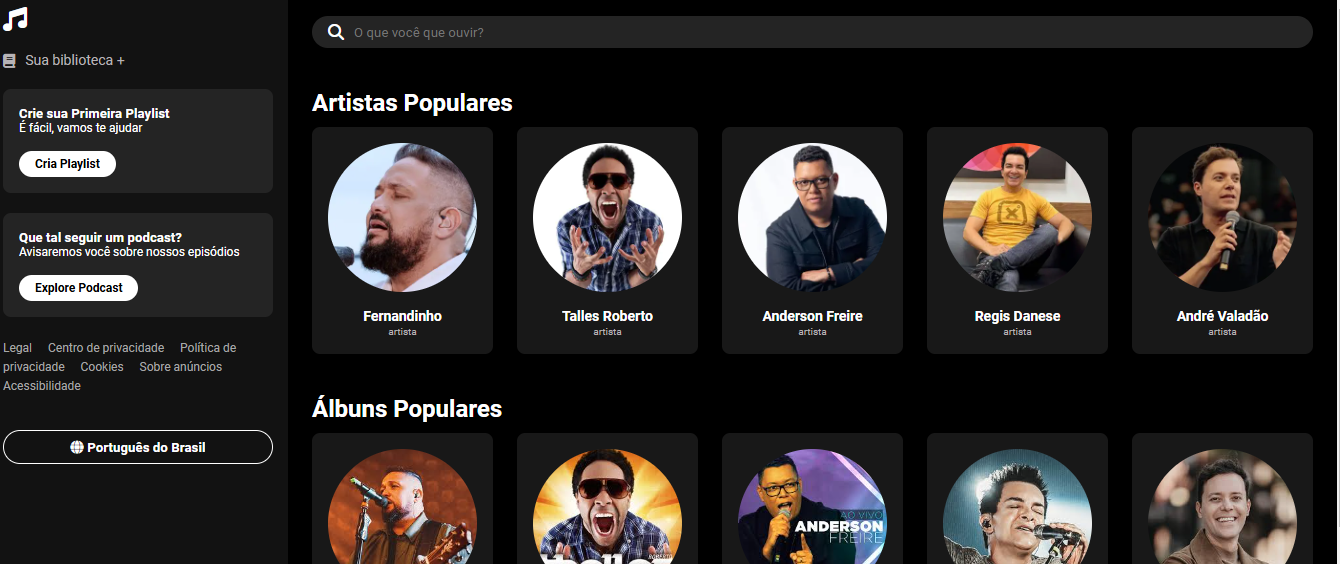 Sua biblioteca +
Crie sua Primeira Playlist
É fácil, vamos te ajudar
Cria Playlist
Que tal seguir um podcast?
Avisaremos você sobre nossos episódios
Explore Podcast
Legal Centro de privacidade Política de
privacidade Cookies Sobre anúncios
Acessibilidade
Português do Brasil
O que você que ouvir?
Artistas Populares
Fernandinho
artista
Talles Roberto
artista
Anderson Freire
artista
Regis Danese
artista
André Valadão
artista
Álbuns Populares
ROBERTO
AO VIVO
ANDERSON
FREIRE